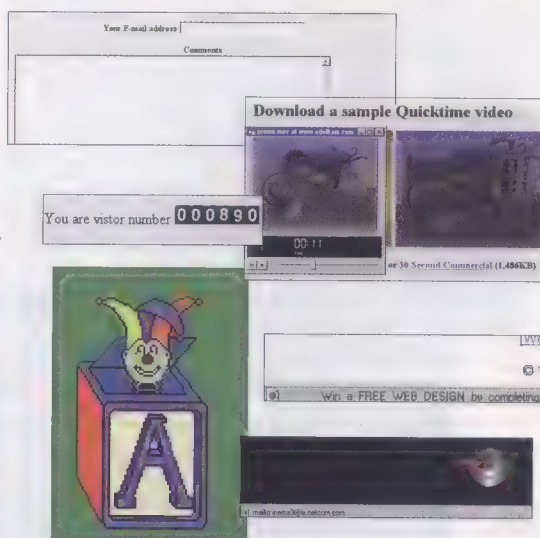 Your E-mail address
Comments
Download a sample Quicktime video
You are vistor number 000890
00:11
or 30 Second Commercial (1,486KB)
©
Win a FREE WEB DESIGN by completing
A